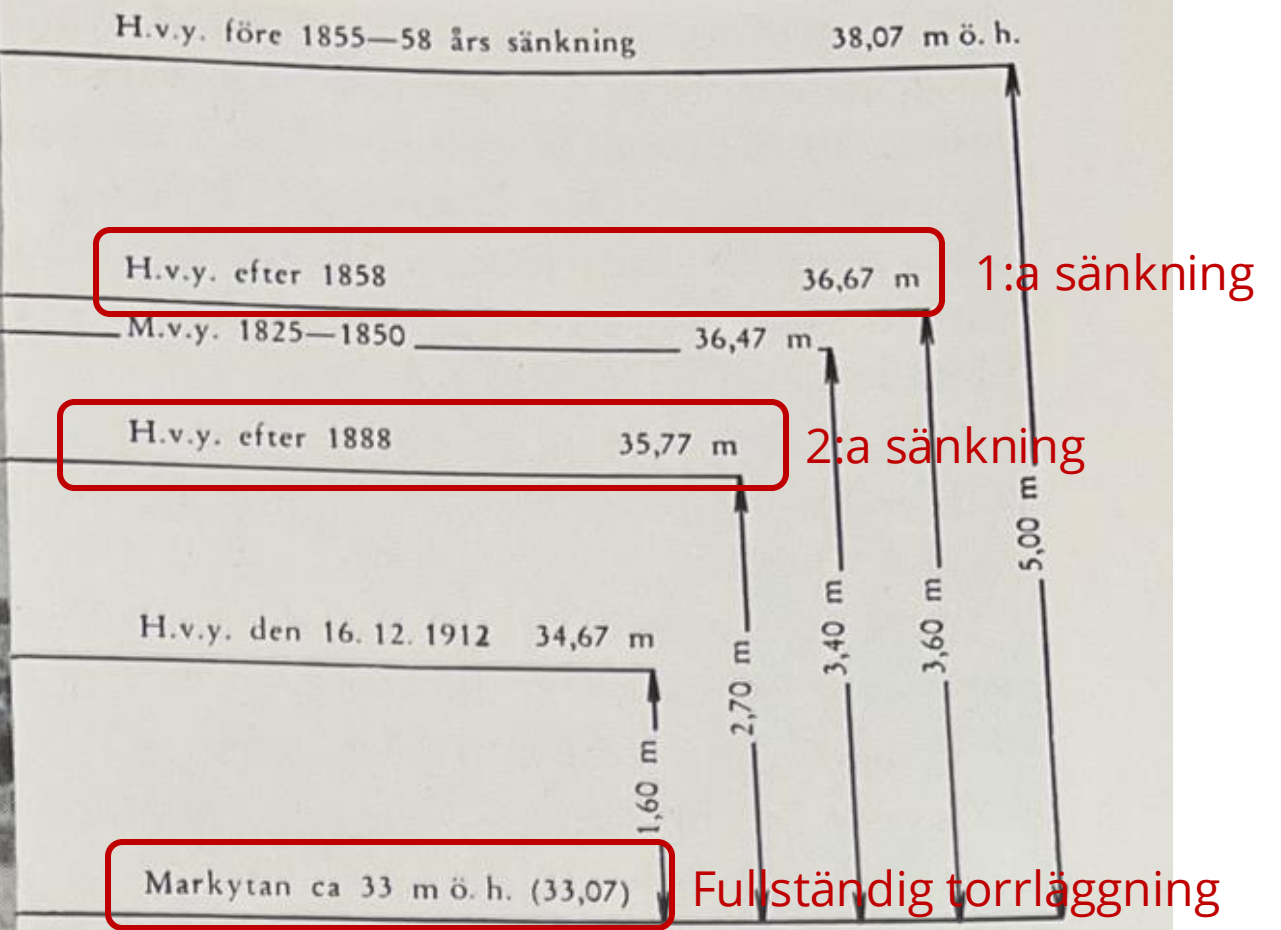 H.v.y. före 1855—58 års sänkning 38,07 m ö. h.
H.v.y. efter 1858 36,67 m 1:a sänkning
M.v.y. 1825—1850 36,47 m
H.v.y. efter 1888 35,77 m 2:a sänkning
5,00 m
3,40 m
3,60 m
H.v.y. den 16. 12. 1912 34,67 m
2,70 m
1,60 m
Markytan ca 33 m ö. h. (33,07) Fullständig torrläggning